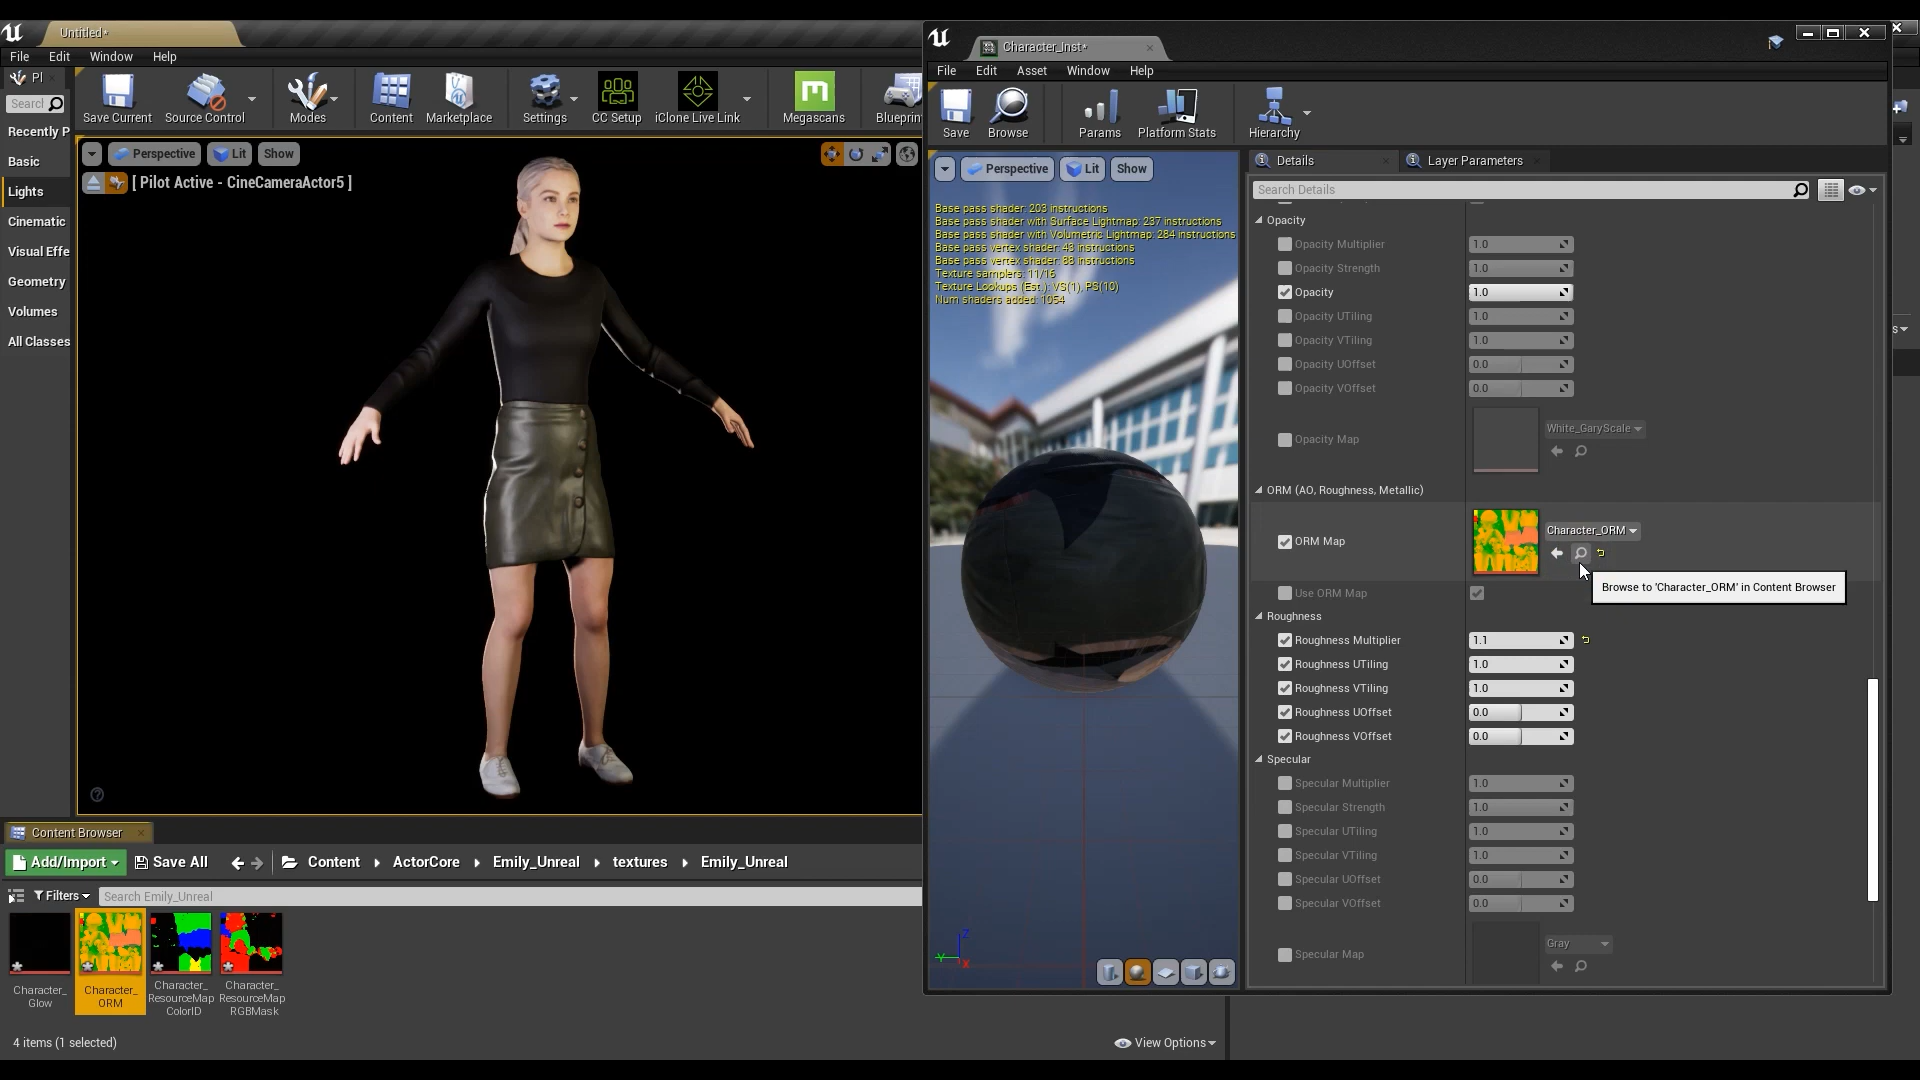 Untitled*
File Edit Window Help
Pl
Searcl
Recently P
Basic
Lights
Cinematic
Visual Effe
Geometry
Volumes
All Classes
Save Current Source Control Modes Content Marketplace Settings CC Setup iClone Live Link Megascans Blueprin
Perspective Lit Show
[ Pilot Active - CineCameraActor5 ]
Content Browser
Add/Import Save All Content ActorCore Emily_Unreal textures Emily_Unreal
Filters Search Emily_Unreal
Character_
Glow
Character_
ORM
Character_
ResourceMap
ColorID
Character_
ResourceMap
RGBMask
4 items (1 selected)
View Options
Character_Inst*
File Edit Asset Window Help
Save Browse Params Platform Stats Hierarchy
Perspective Lit Show
Base pass shader: 203 instructions
Base pass shader with Surface Lightmap: 237 instructions
Base pass shader with Volumetric Lightmap: 284 instructions
Base pass vertex shader: 43 instructions
Base pass vertex shader: 88 instructions
Texture samplers: 11/16
Texture Lookups (Est.): VS(1), PS(10)
Num shaders added: 1054
Z
Y
X
Details Layer Parameters
Search Details
Opacity
Opacity Multiplier 1.0
Opacity Strength 1.0
Opacity 1.0
Opacity UTiling 1.0
Opacity VTiling 1.0
Opacity UOffset 0.0
Opacity VOffset 0.0
Opacity Map White_GaryScale
ORM (AO, Roughness, Metallic)
ORM Map Character_ORM
Browse to 'Character_ORM' in Content Browser
Use ORM Map
Roughness
Roughness Multiplier 1.1
Roughness UTiling 1.0
Roughness VTiling 1.0
Roughness UOffset 0.0
Roughness VOffset 0.0
Specular
Specular Multiplier 1.0
Specular Strength 1.0
Specular UTiling 1.0
Specular VTiling 1.0
Specular UOffset 0.0
Specular VOffset 0.0
Specular Map Gray